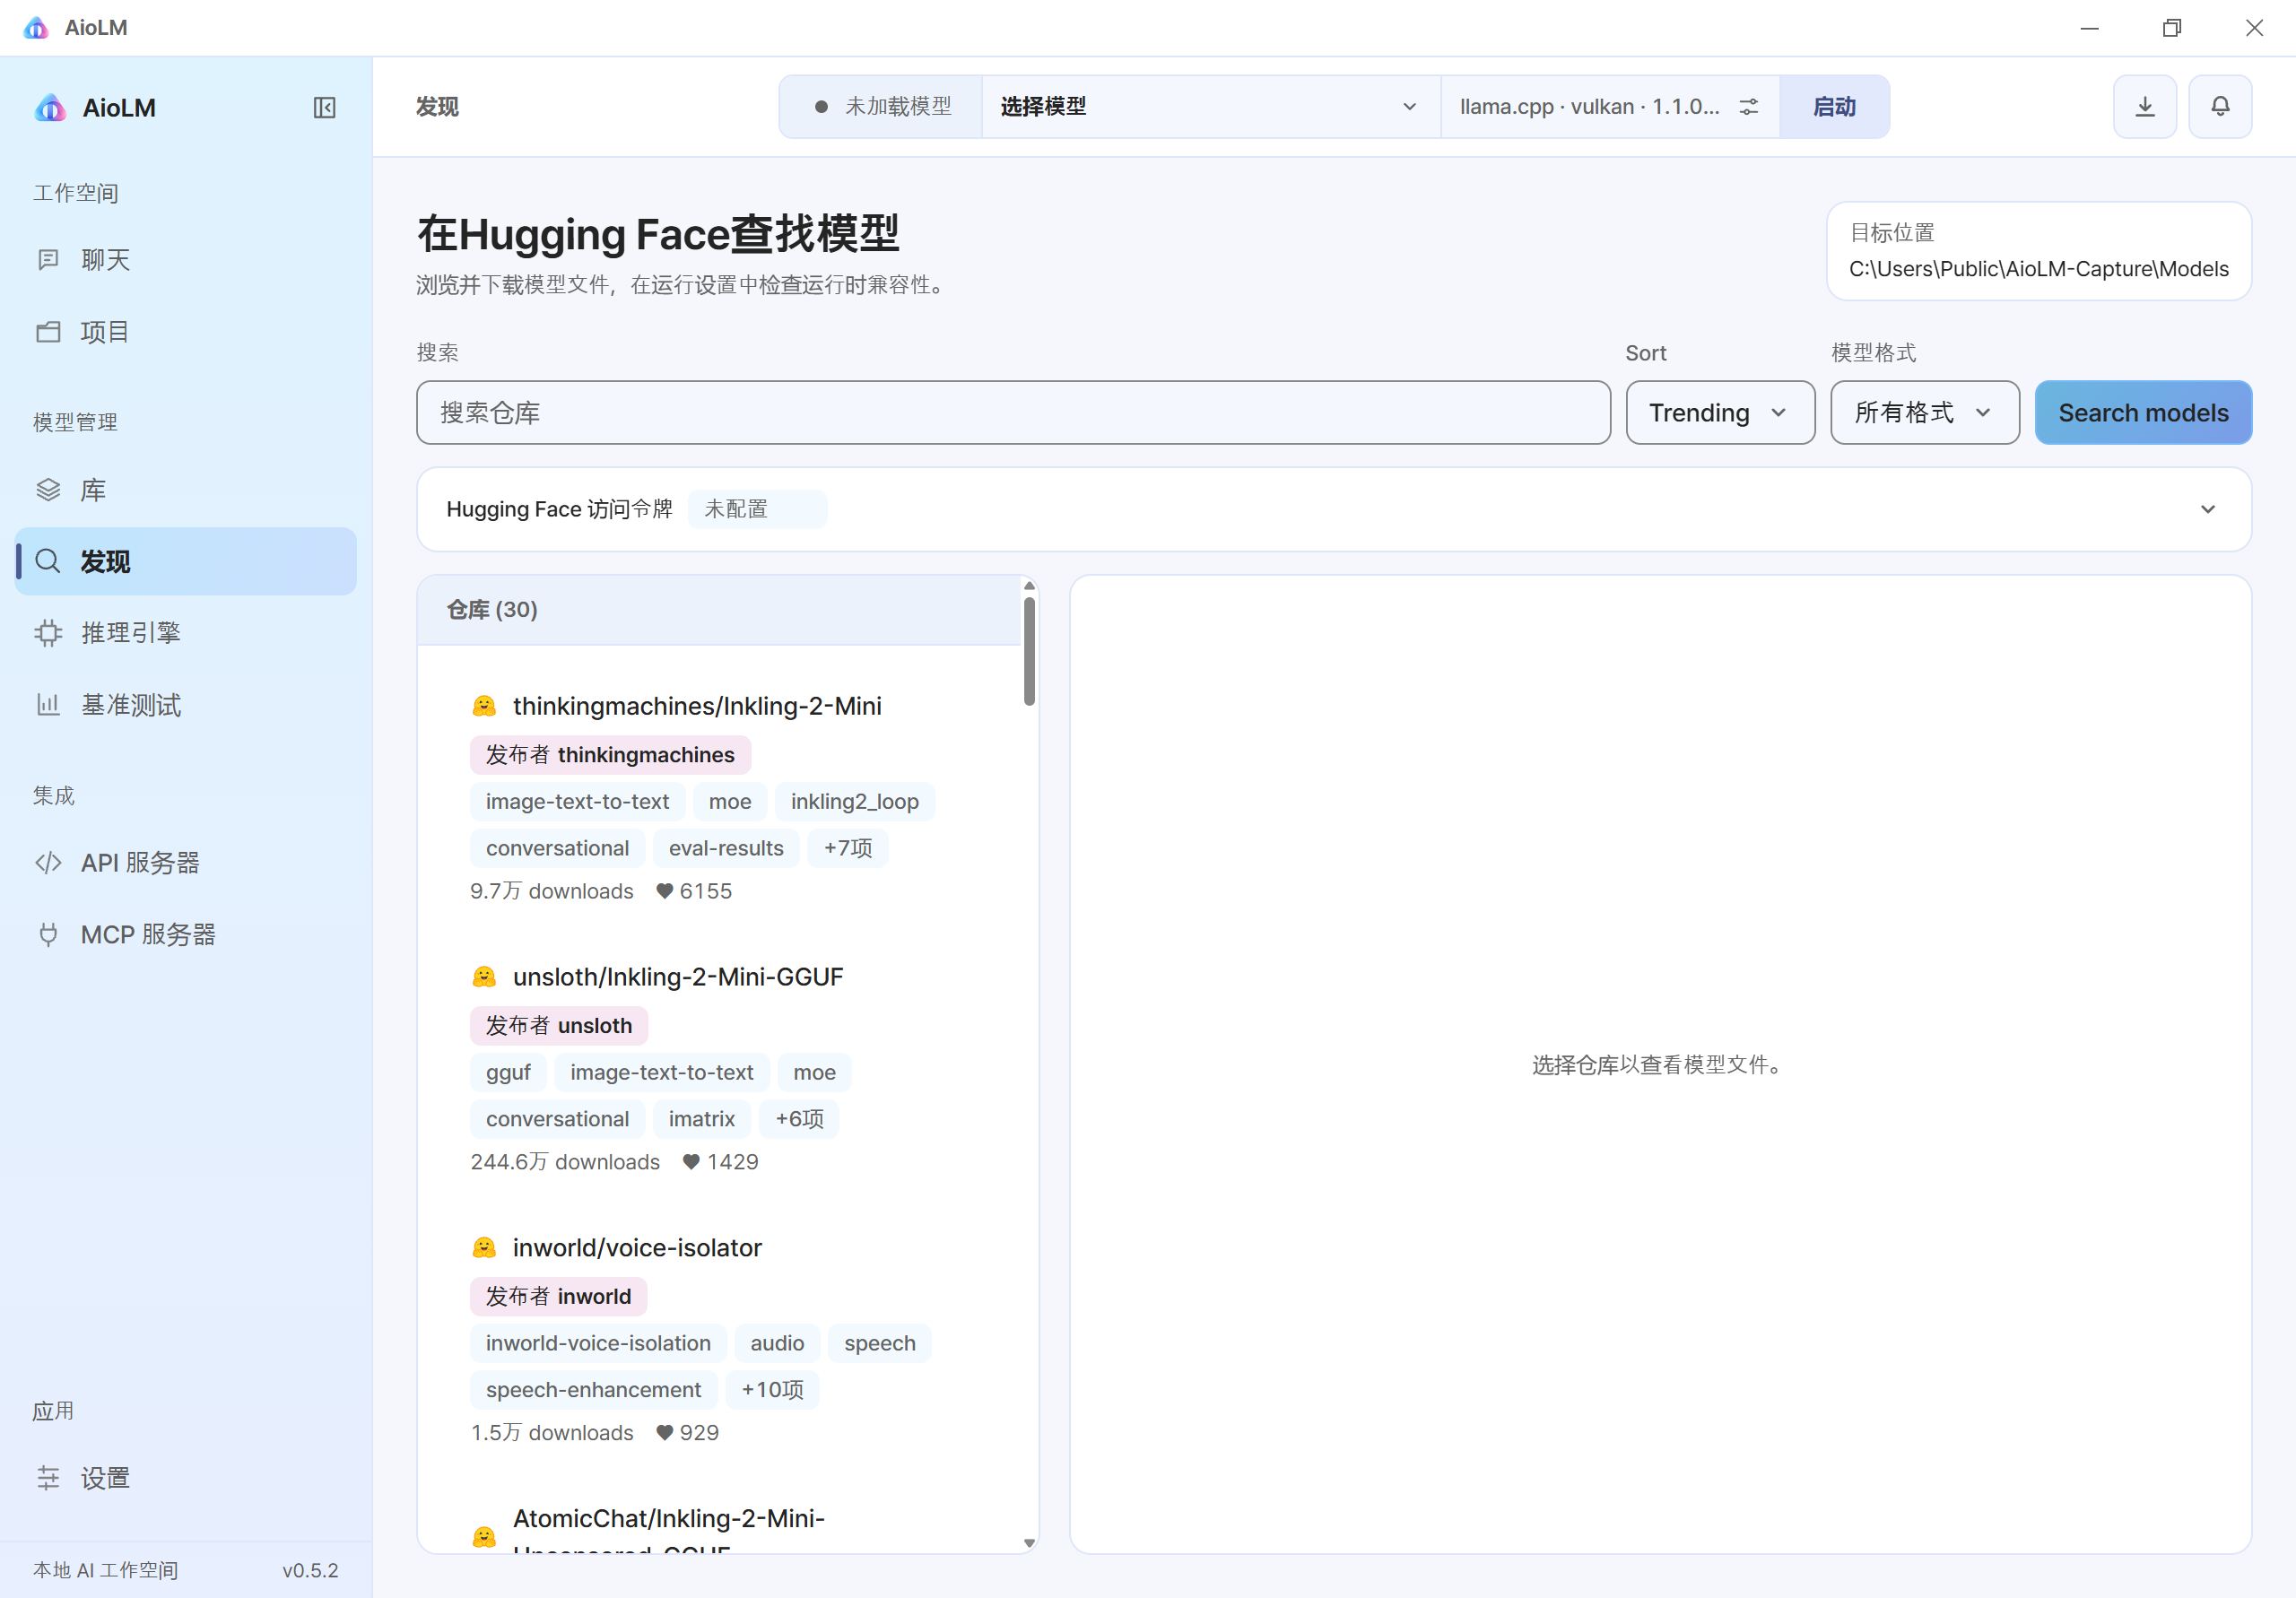 AioLM
AioLM
工作空间
聊天
项目
模型管理
库
发现
推理引擎
基准测试
集成
API 服务器
MCP 服务器
应用
设置
本地 AI 工作空间 v0.5.2
发现
未加载模型 选择模型 llama.cpp · vulkan · 1.1.0... 启动
在Hugging Face查找模型
浏览并下载模型文件，在运行设置中检查运行时兼容性。
目标位置
C:\Users\Public\AioLM-Capture\Models
搜索 Sort 模型格式
搜索仓库 Trending 所有格式 Search models
Hugging Face 访问令牌 未配置
仓库 (30)
thinkingmachines/Inkling-2-Mini
发布者 thinkingmachines
image-text-to-text moe inkling2_loop
conversational eval-results +7项
9.7万 downloads ♥ 6155
unsloth/Inkling-2-Mini-GGUF
发布者 unsloth
gguf image-text-to-text moe
conversational imatrix +6项
244.6万 downloads ♥ 1429
inworld/voice-isolator
发布者 inworld
inworld-voice-isolation audio speech
speech-enhancement +10项
1.5万 downloads ♥ 929
AtomicChat/Inkling-2-Mini-
选择仓库以查看模型文件。